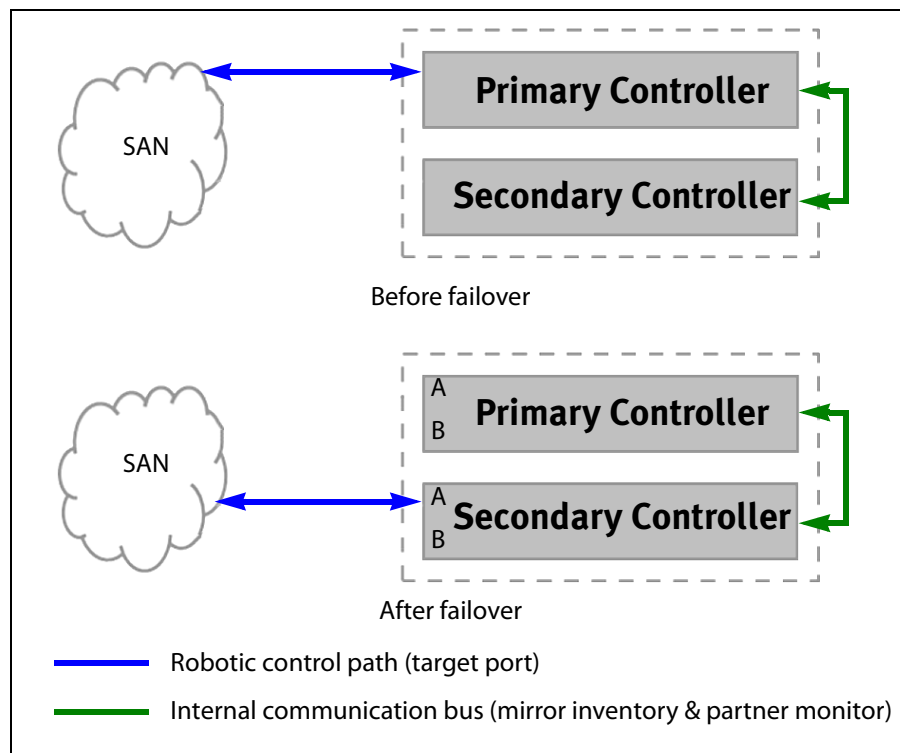 SAN
Primary Controller
Secondary Controller
Before failover
SAN
A
Primary Controller
B
A
Secondary Controller
B
After failover
Robotic control path (target port)
Internal communication bus (mirror inventory & partner monitor)